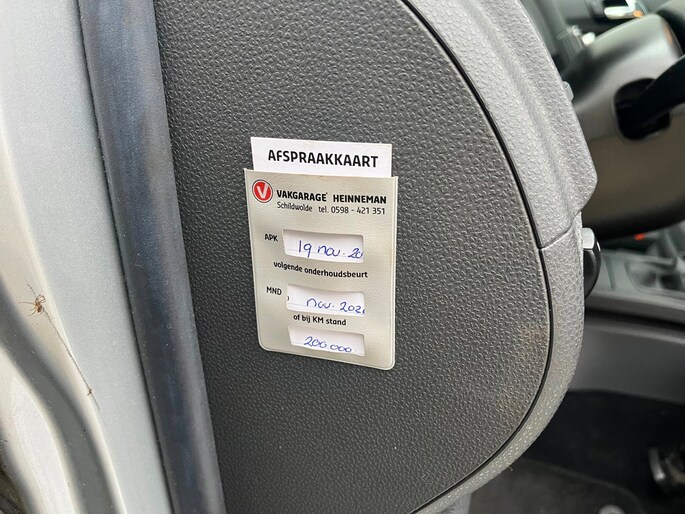 AFSPRAAKKAART
V VAKGARAGE HEINNEMAN
Schildwolde tel. 0598 - 421 351
APK 19 nov. 20
volgende onderhoudsbeurt
MND nov.
of bij KM stand
200.000